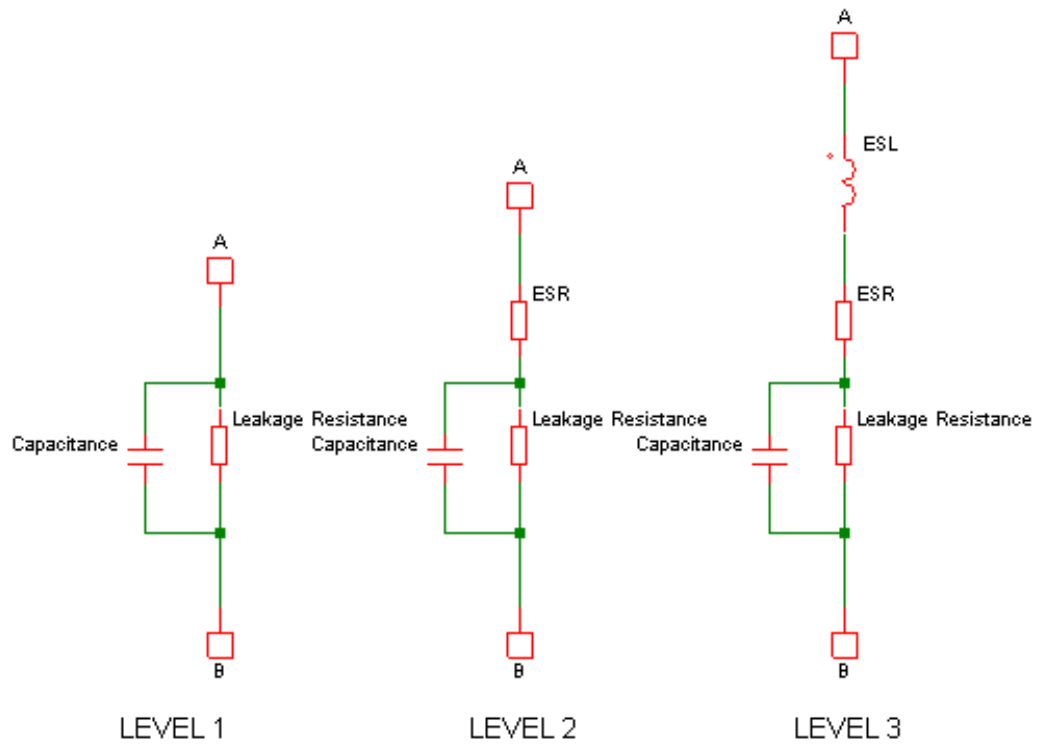 A
ESL
A
A
ESR
ESR
Leakage Resistance
Capacitance
Leakage Resistance
Capacitance
Leakage Resistance
Capacitance
B
B
B
LEVEL 1
LEVEL 2
LEVEL 3